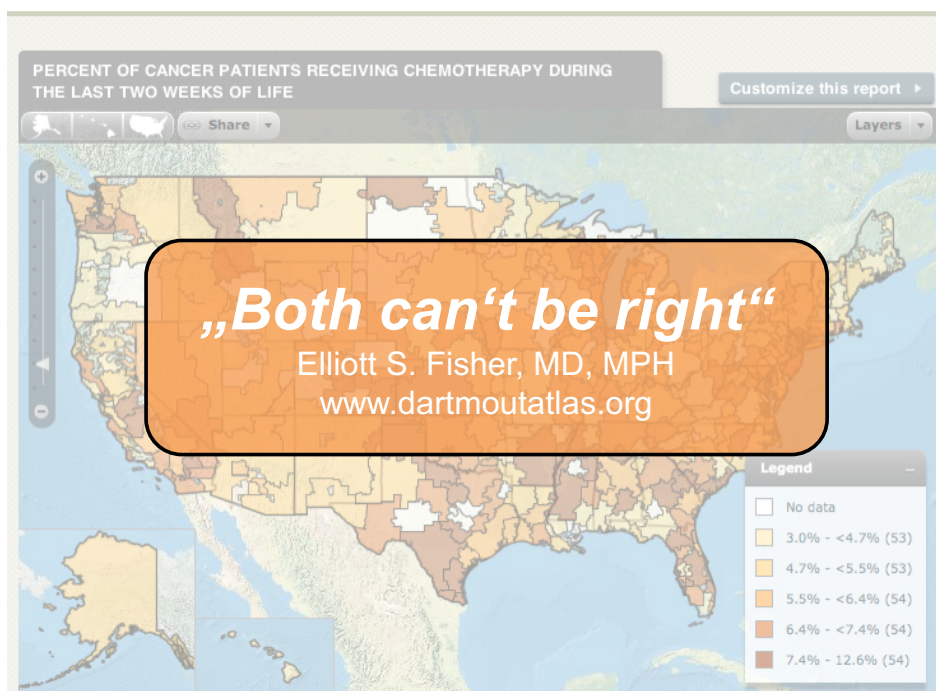 PERCENT OF CANCER PATIENTS RECEIVING CHEMOTHERAPY DURING
THE LAST TWO WEEKS OF LIFE
Customize this report
Share
Layers
„Both can‘t be right“
Elliott S. Fisher, MD, MPH
www.dartmoutatlas.org
Legend
No data
3.0% - <4.7% (53)
4.7% - <5.5% (53)
5.5% - <6.4% (54)
6.4% - <7.4% (54)
7.4% - 12.6% (54)